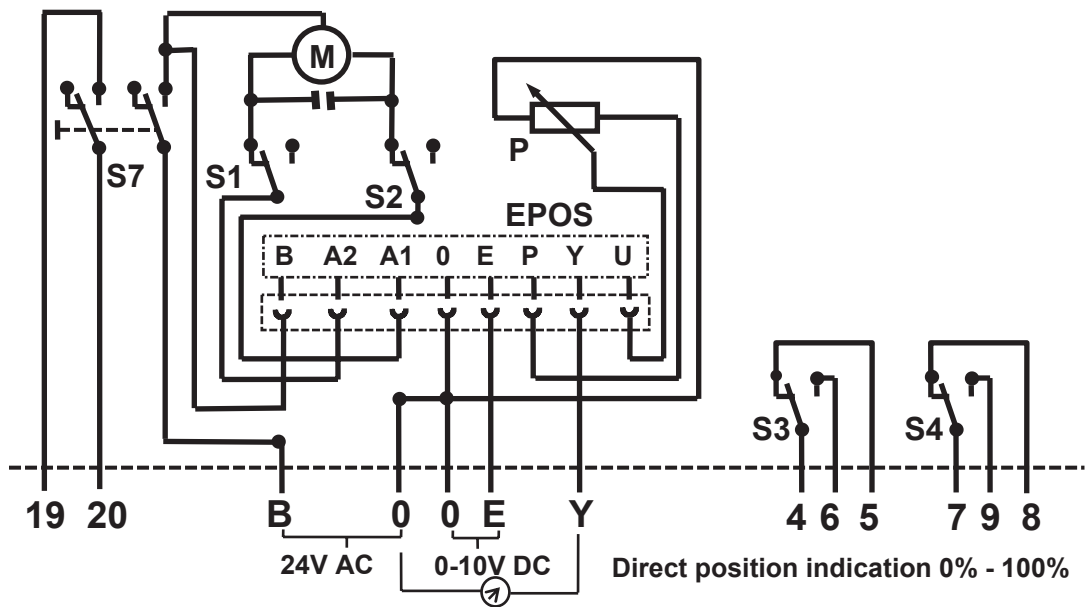 M
P
S7
S1
S2
EPOS
B A2 A1 0 E P Y U
S3
S4
19 20 B 0 0 E Y 4 6 5 7 9 8
24V AC 0-10V DC Direct position indication 0% - 100%